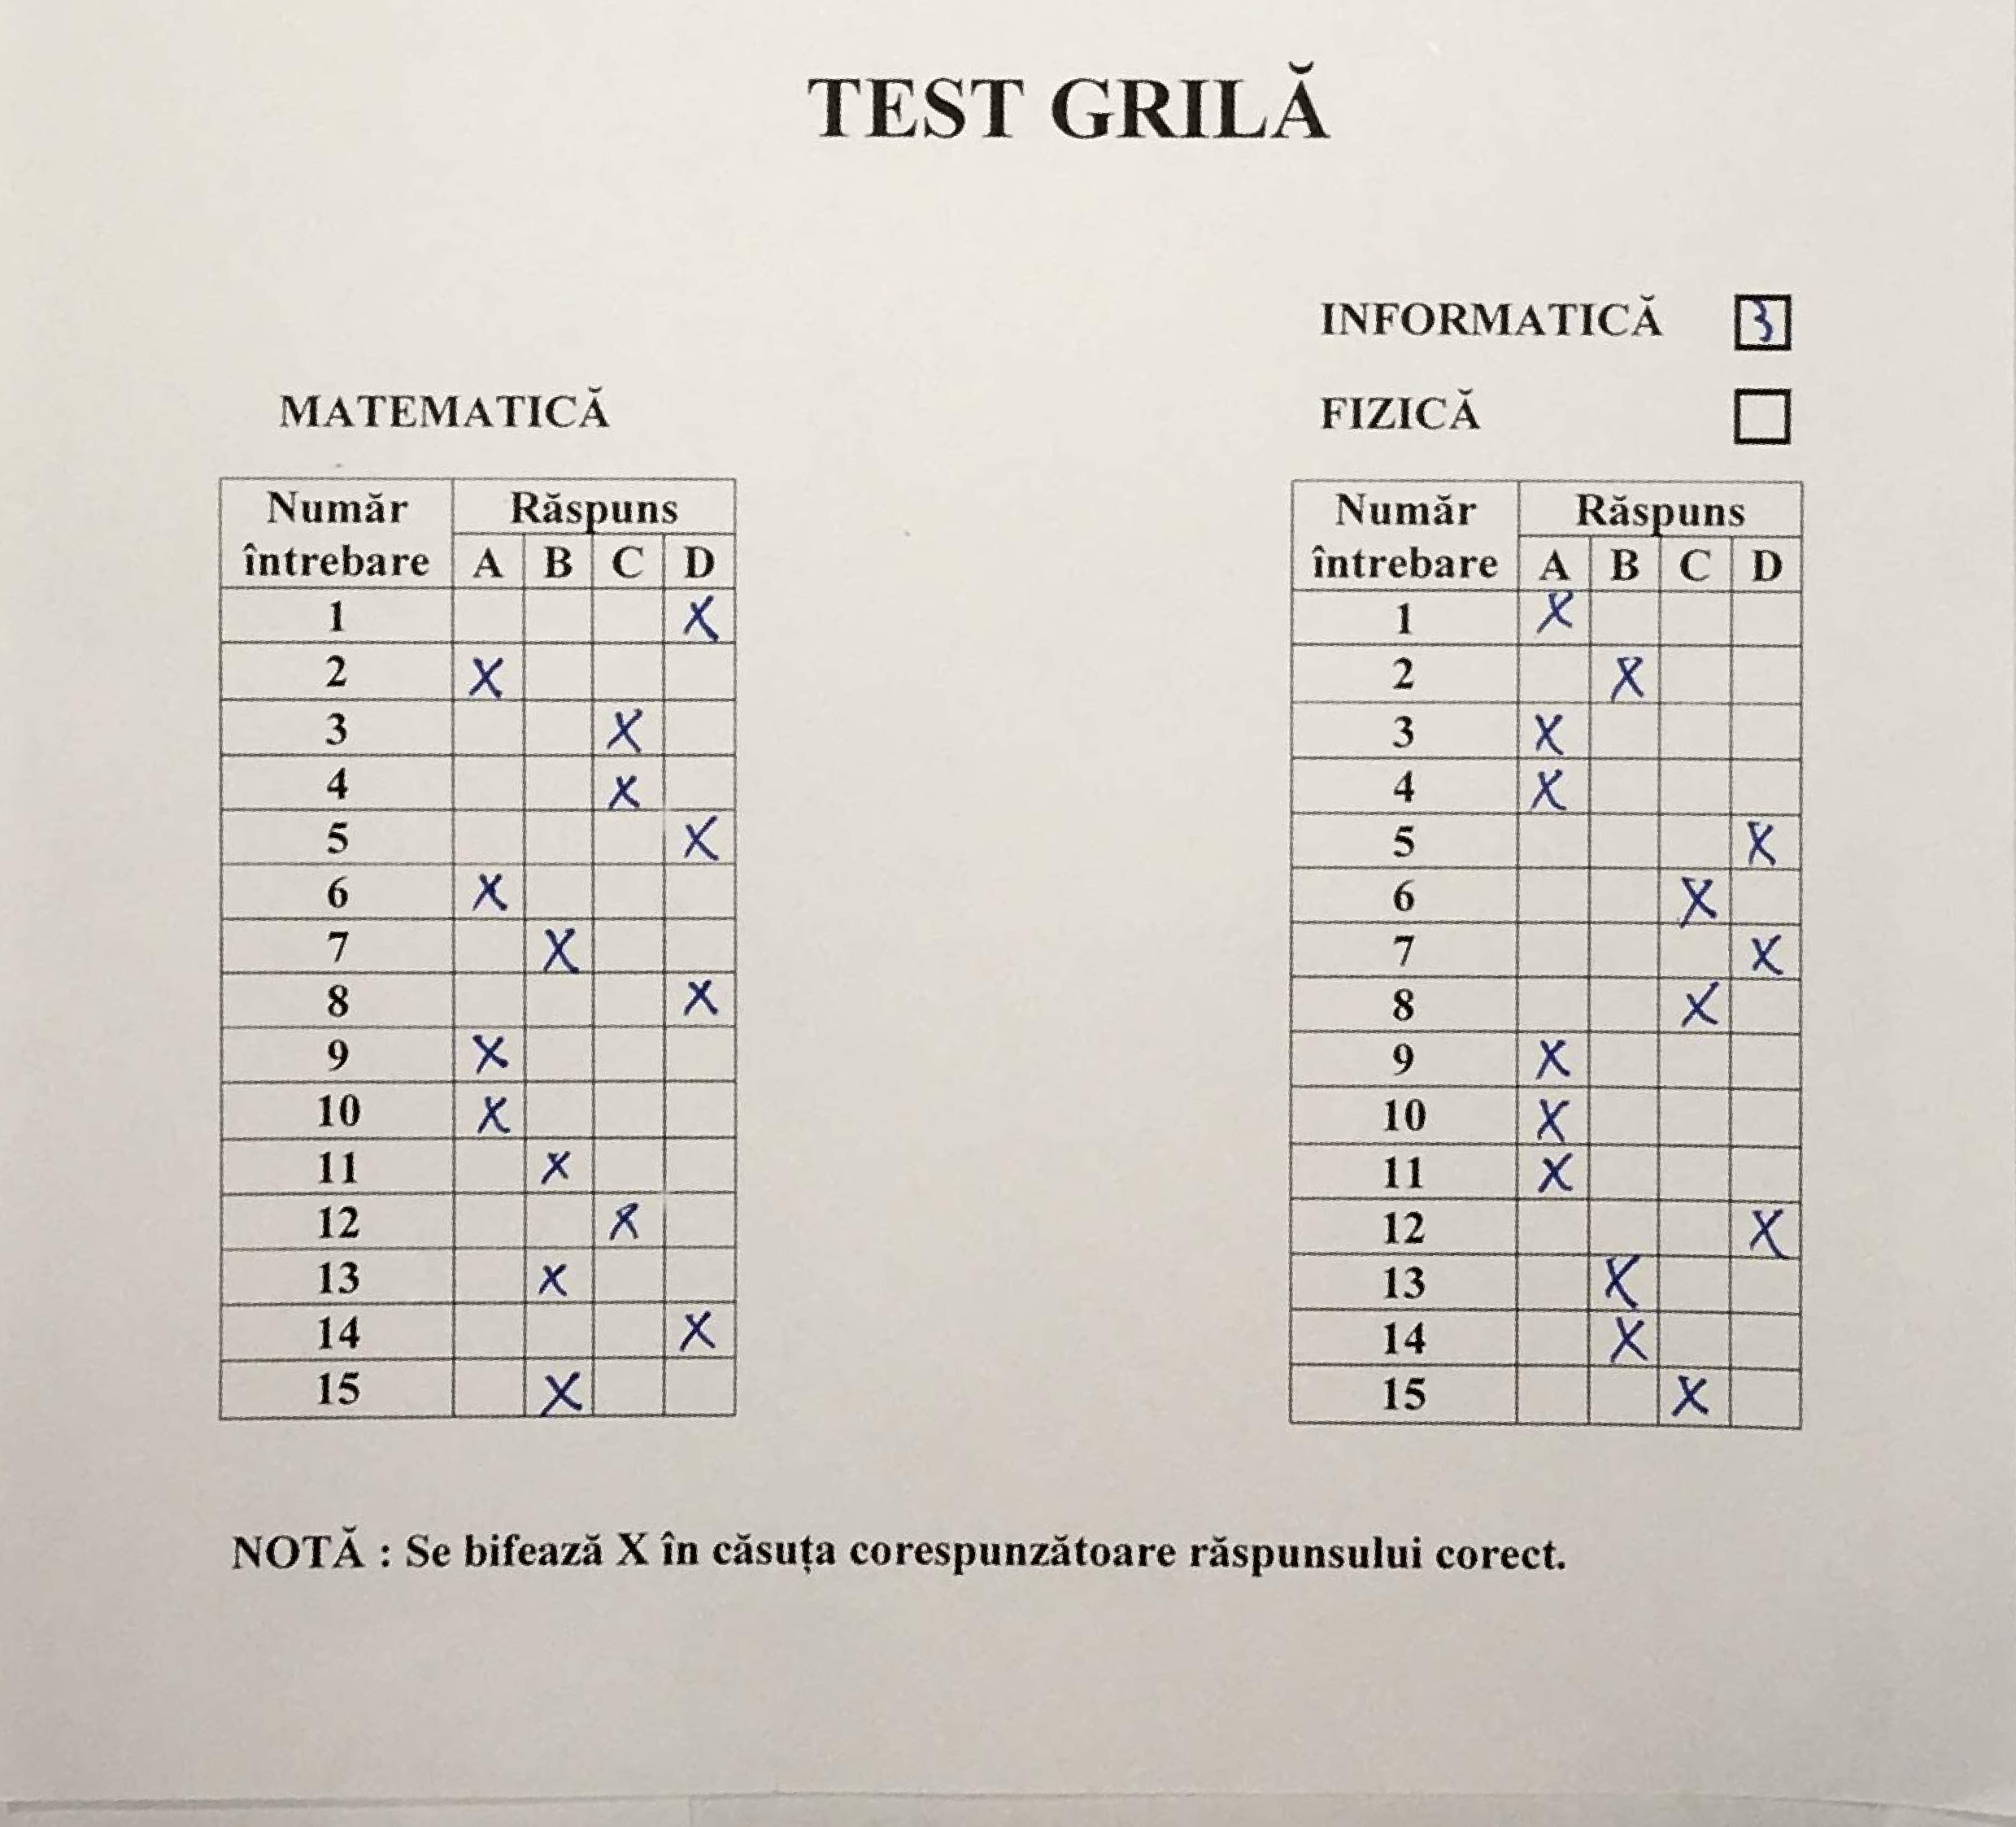 TEST GRILĂ
INFORMATICĂ 3
MATEMATICĂ FIZICĂ
Număr Răspuns
întrebare A B C D
1 X
2 X
3 X
4 X
5 X
6 X
7 X
8 X
9 X
10 X
11 X
12 X
13 X
14 X
15 X
Număr Răspuns
întrebare A B C D
1 X
2 X
3 X
4 X
5 X
6 X
7 X
8 X
9 X
10 X
11 X
12 X
13 X
14 X
15 X
NOTĂ : Se bifează X în căsuța corespunzătoare răspunsului corect.